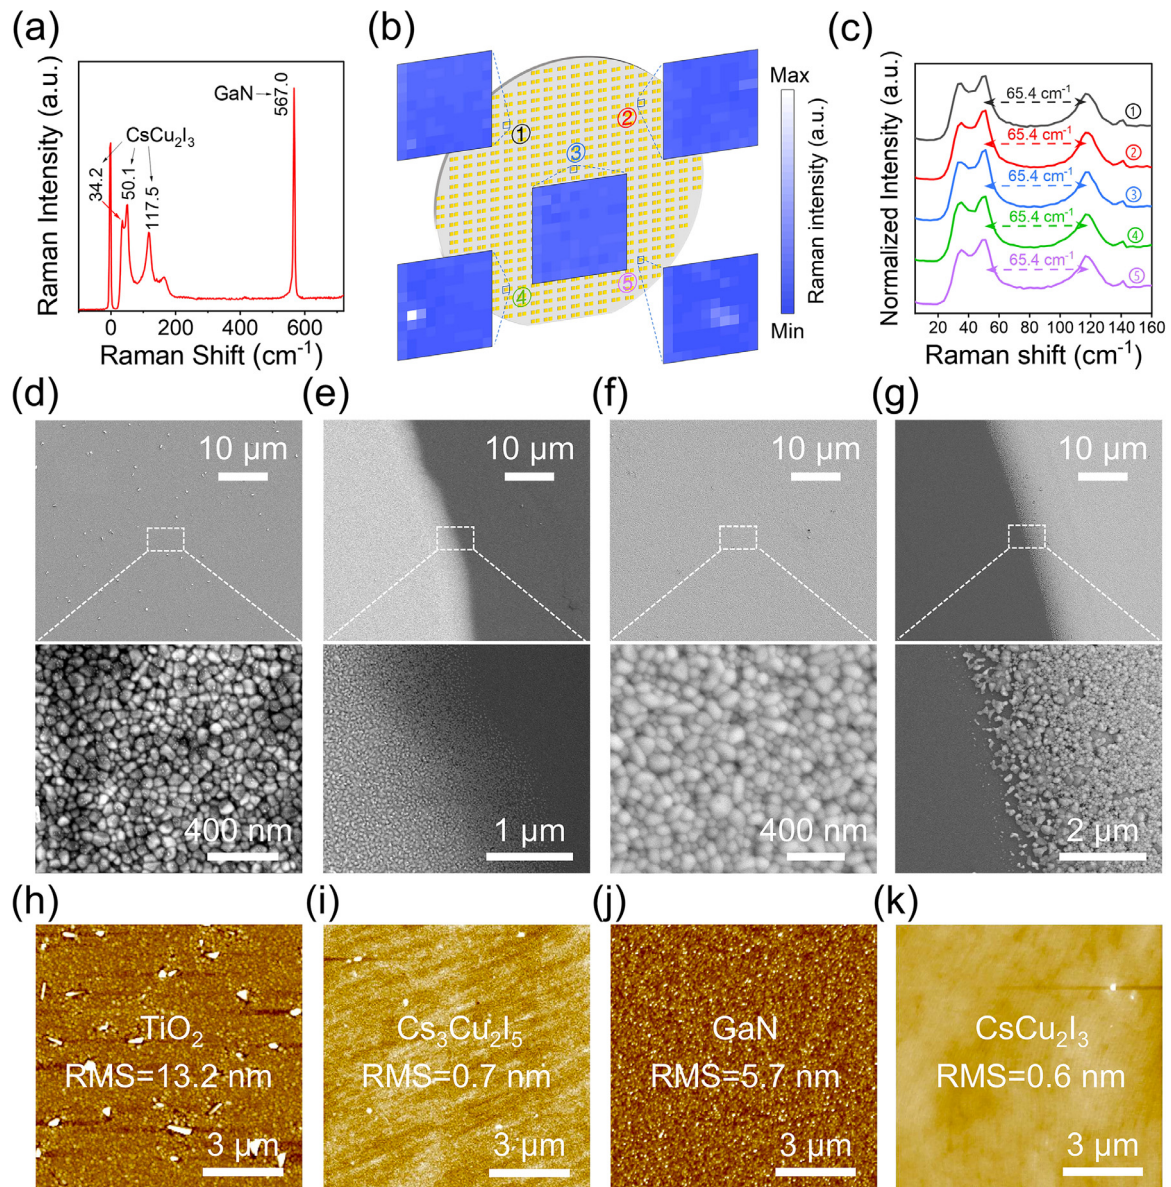 (a)
Raman Intensity (a.u.)
34.2
50.1
117.5
CsCu₂I₃
GaN
567.0
0 200 400 600
Raman Shift (cm⁻¹)
(b)
①
②
③
④
⑤
Max
Min
Raman intensity (a.u.)
(c)
Normalized Intensity (a.u.)
65.4 cm⁻¹
①
65.4 cm⁻¹
②
65.4 cm⁻¹
③
65.4 cm⁻¹
④
65.4 cm⁻¹
⑤
20 40 60 80 100 120 140 160
Raman shift (cm⁻¹)
(d)
10 μm
400 nm
(e)
10 μm
1 μm
(f)
10 μm
400 nm
(g)
10 μm
2 μm
(h)
TiO₂
RMS=13.2 nm
3 μm
(i)
Cs₃Cu₂I₅
RMS=0.7 nm
3 μm
(j)
GaN
RMS=5.7 nm
3 μm
(k)
CsCu₂I₃
RMS=0.6 nm
3 μm